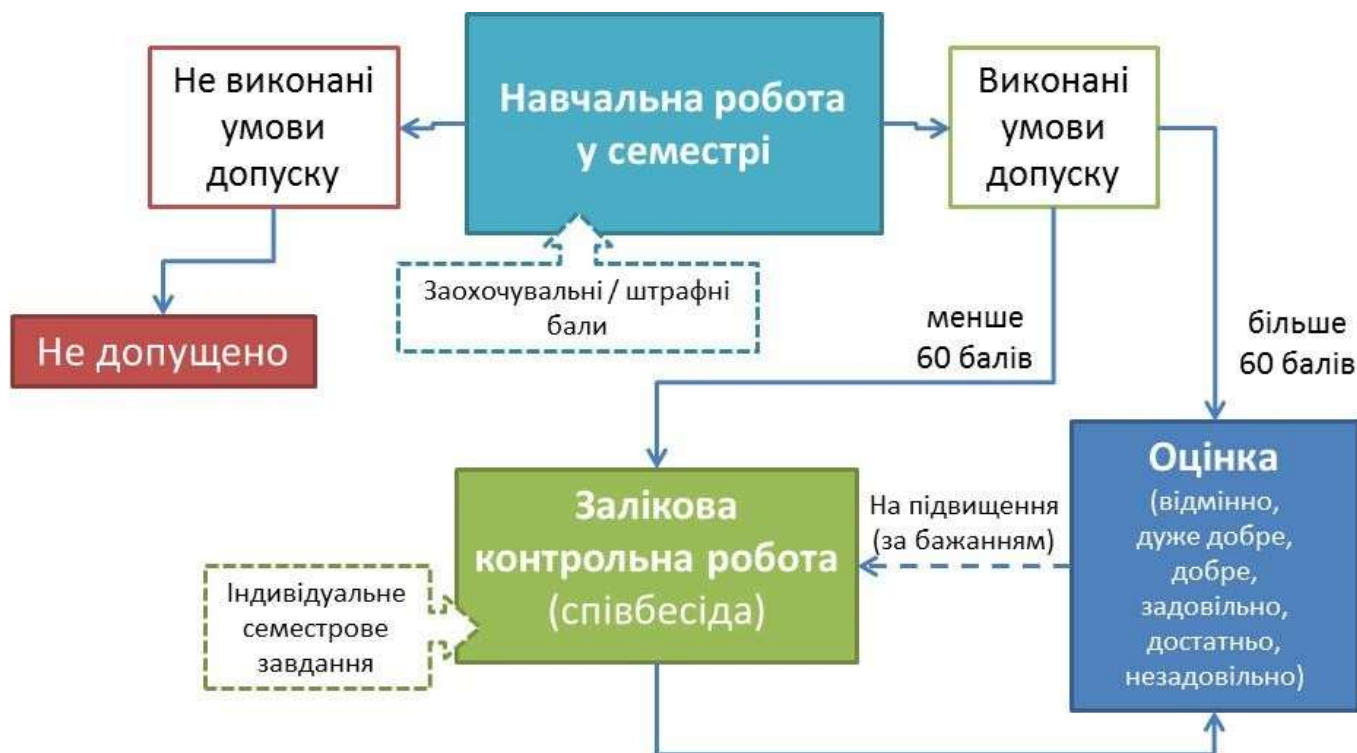 Не виконані
умови
допуску
Навчальна робота
у семестрі
Виконані
умови
допуску
Заохочувальні / штрафні
бали
Не допущено
менше
60 балів
більше
60 балів
Залікова
контрольна робота
(співбесіда)
На підвищення
(за бажанням)
Оцінка
(відмінно,
дуже добре,
добре,
задовільно,
достатньо,
незадовільно)
Індивідуальне
семестрове
завдання